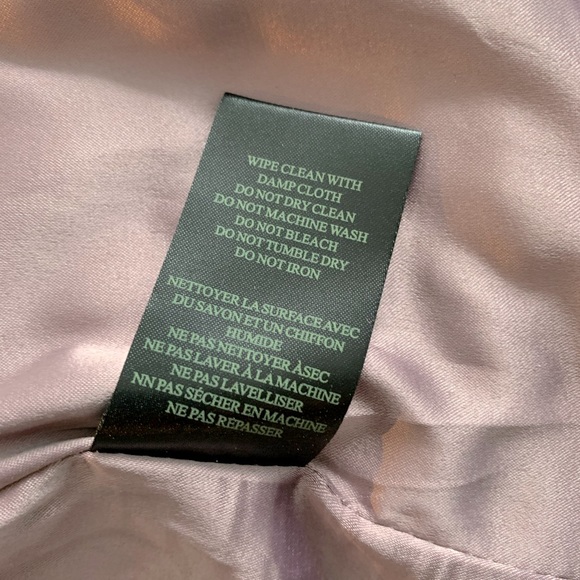 WIPE CLEAN WITH
DAMP CLOTH
DO NOT DRY CLEAN
DO NOT MACHINE WASH
DO NOT BLEACH
DO NOT TUMBLE DRY
DO NOT IRON
NETTOYER LA SURFACE AVEC
DU SAVON ET UN CHIFFON
HUMIDE
NE PAS NETTOYER ÀSEC
NE PAS LAVER À LA MACHINE
NE PAS LAVELLISER
NN PAS SÉCHER EN MACHINE
NE PAS RÉPASSER